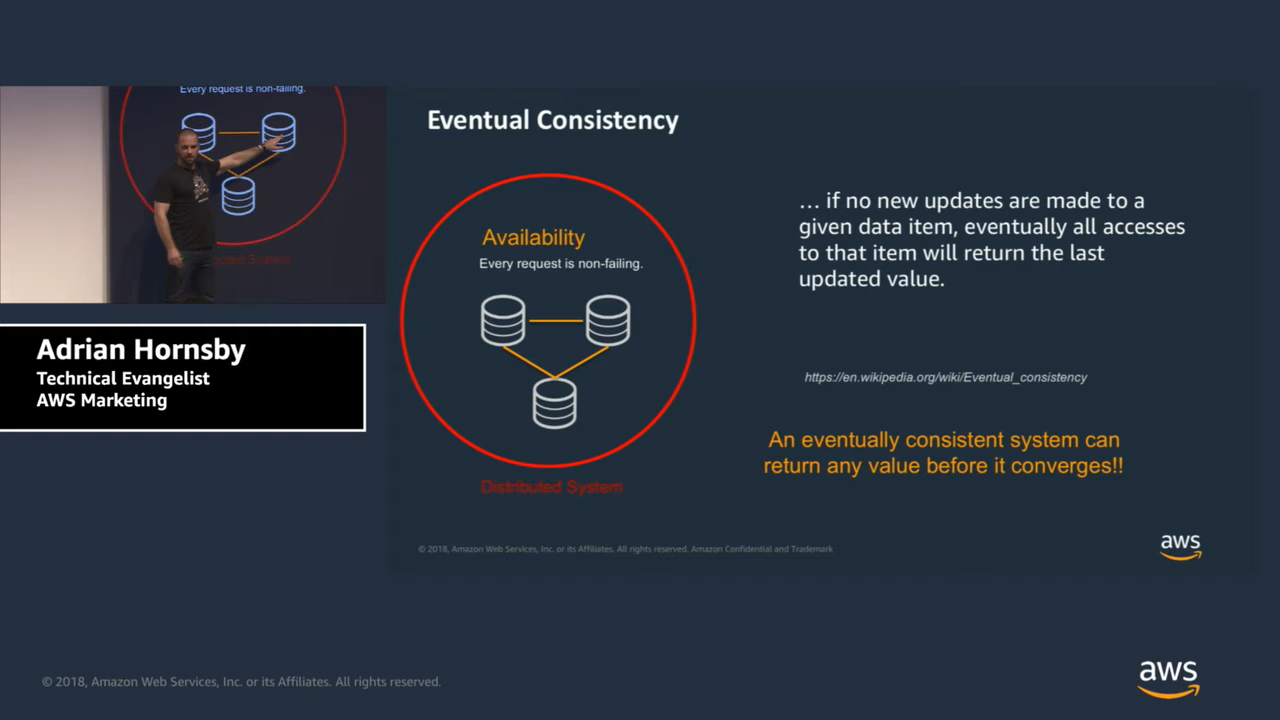 Every request is non-failing.
Eventual Consistency
Availability
Every request is non-failing.
Distributed System
… if no new updates are made to a
given data item, eventually all accesses
to that item will return the last
updated value.
https://en.wikipedia.org/wiki/Eventual_consistency
An eventually consistent system can
return any value before it converges!!
© 2018, Amazon Web Services, Inc. or its Affiliates. All rights reserved. Amazon Confidential and Trademark
aws
Adrian Hornsby
Technical Evangelist
AWS Marketing
© 2018, Amazon Web Services, Inc. or its Affiliates. All rights reserved.
aws